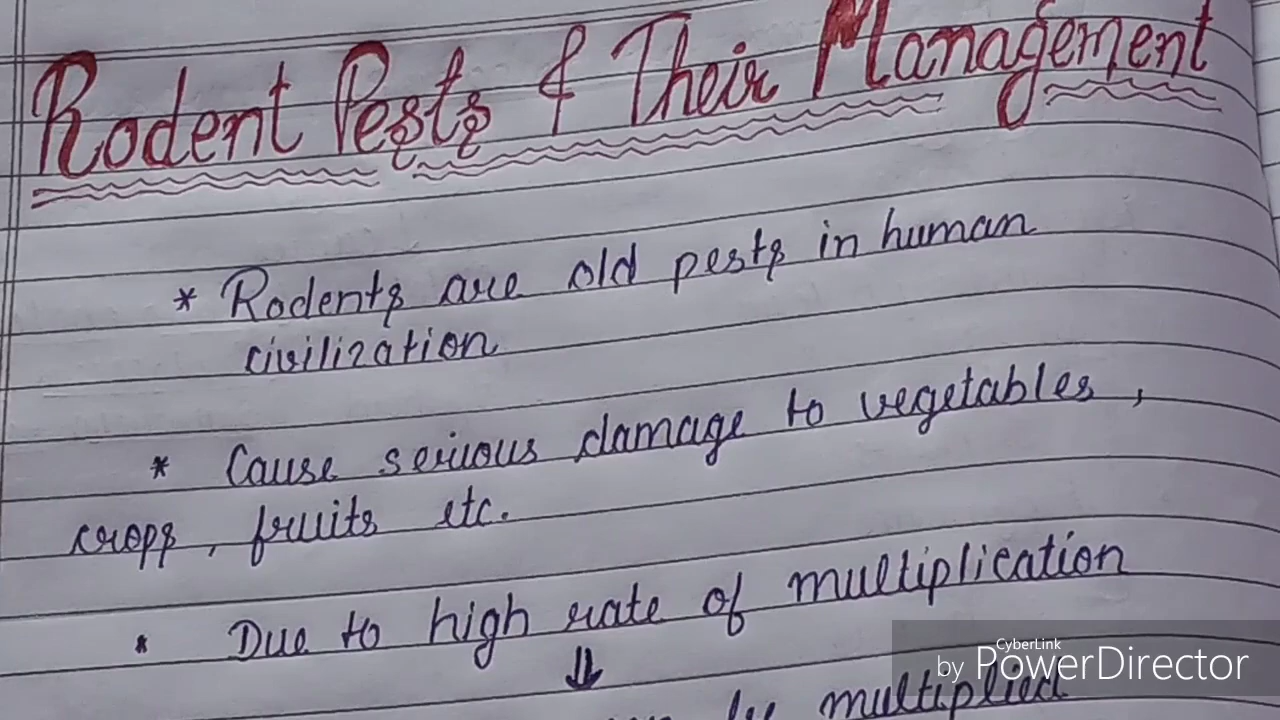 Rodent Pests & Their Management
* Rodents are old pests in human
civilization
* Cause serious damage to vegetables,
crops, fruits etc.
* Due to high rate of multiplication
⇓
multiplied
CyberLink
by PowerDirector